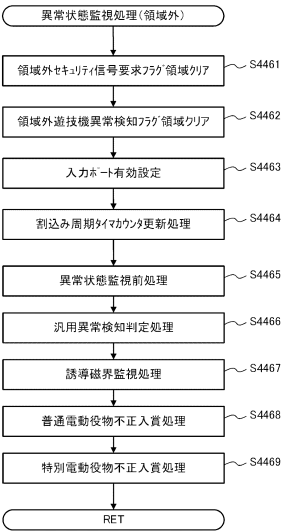 異常状態監視処理(領域外)
領域外セキュリティ信号要求フラグ領域クリア
S4461
領域外遊技機異常検知フラグ領域クリア
S4462
入力ポート有効設定
S4463
割込み周期タイマカウンタ更新処理
S4464
異常状態監視前処理
S4465
汎用異常検知判定処理
S4466
誘導磁界監視処理
S4467
普通電動役物不正入賞処理
S4468
特別電動役物不正入賞処理
S4469
RET